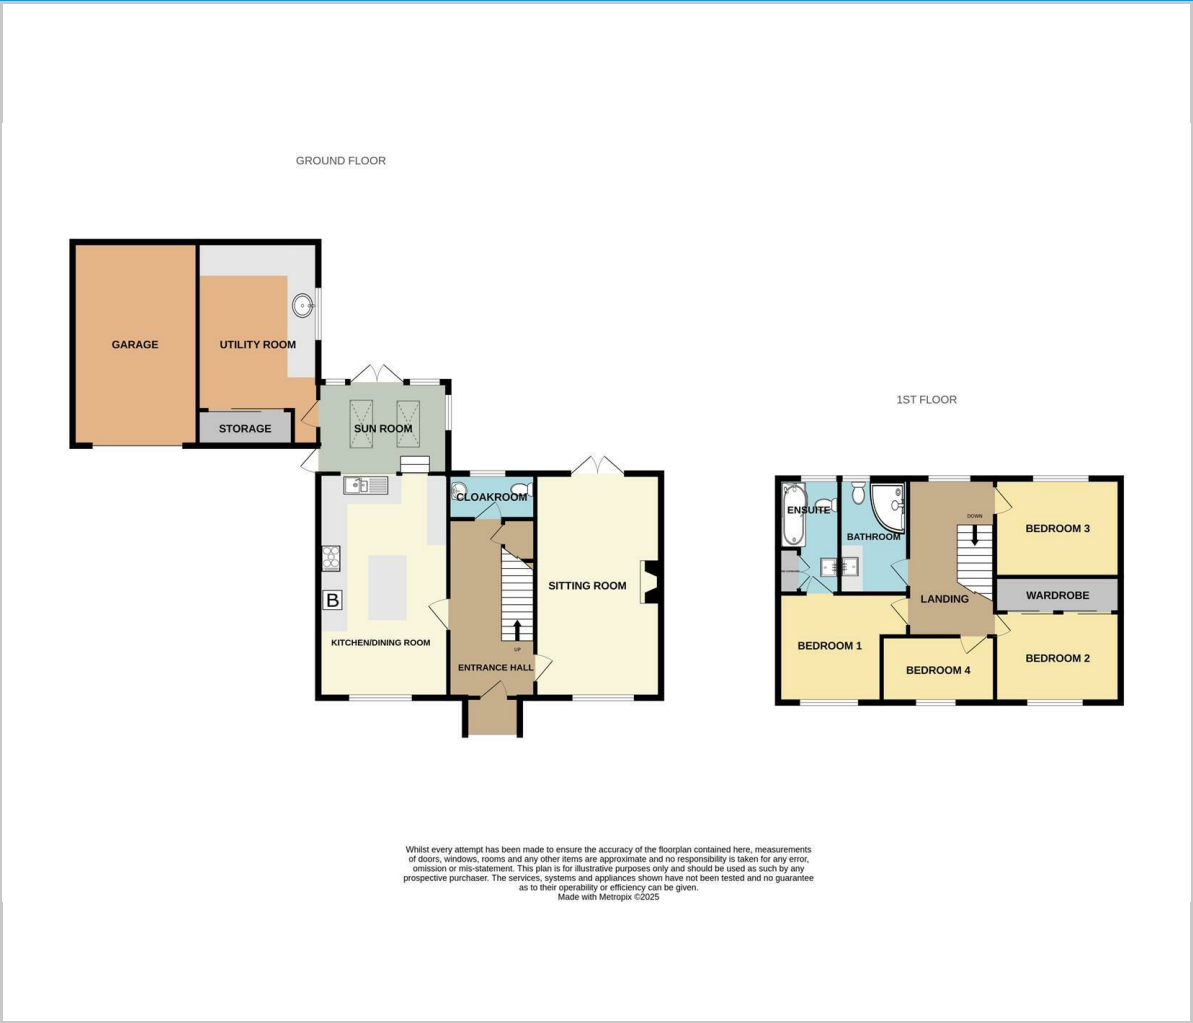 GROUND FLOOR
GARAGE
UTILITY ROOM
STORAGE
SUN ROOM
CLOAKROOM
B
SITTING ROOM
KITCHEN/DINING ROOM
UP
ENTRANCE HALL
1ST FLOOR
ENSUITE
DOWN
BEDROOM 3
BATHROOM
LANDING
WARDROBE
BEDROOM 1
BEDROOM 4
BEDROOM 2
Whilst every attempt has been made to ensure the accuracy of the floorplan contained here, measurements
of doors, windows, rooms and any other items are approximate and no responsibility is taken for any error,
omission or mis-statement. This plan is for illustrative purposes only and should be used as such by any
prospective purchaser. The services, systems and appliances shown have not been tested and no guarantee
as to their operability or efficiency can be given.
Made with Metropix ©2025